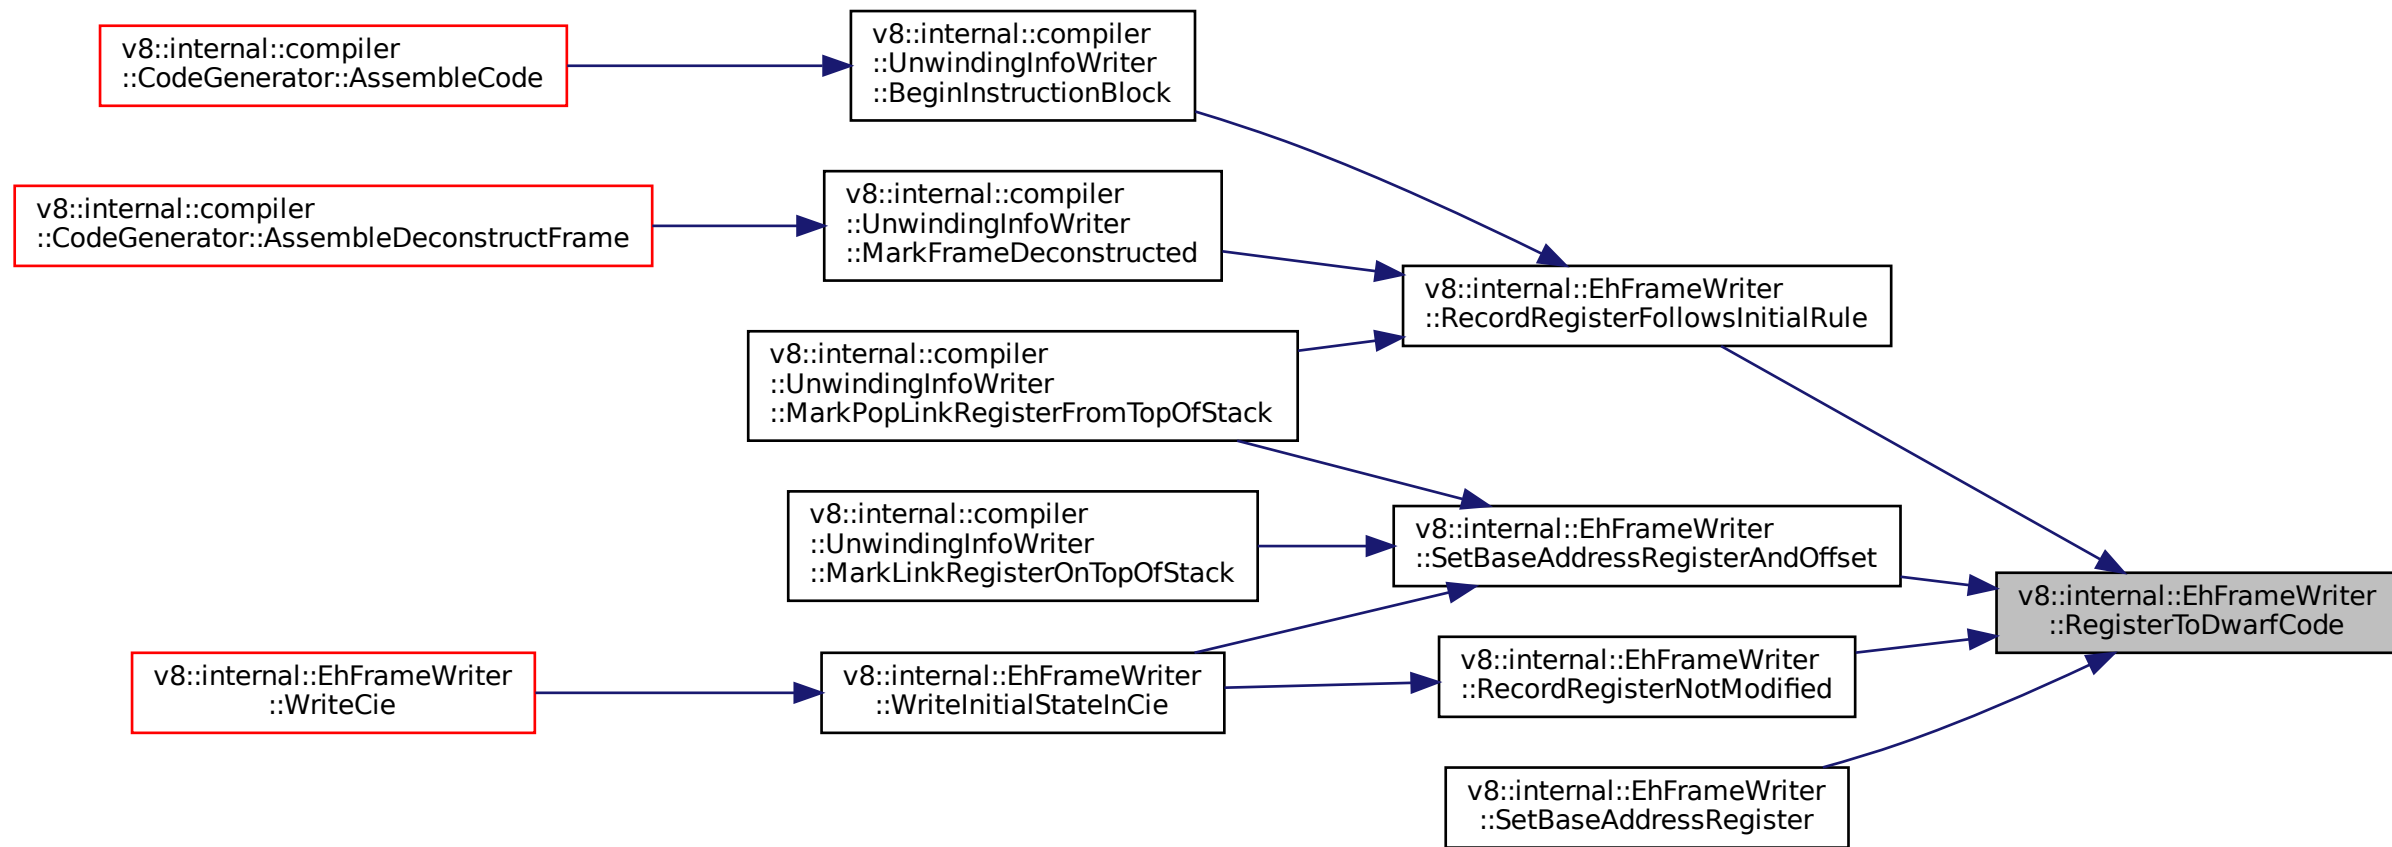 v8::internal::compiler
::CodeGenerator::AssembleCode
v8::internal::compiler
::UnwindingInfoWriter
::BeginInstructionBlock
v8::internal::compiler
::CodeGenerator::AssembleDeconstructFrame
v8::internal::compiler
::UnwindingInfoWriter
::MarkFrameDeconstructed
v8::internal::EhFrameWriter
::RecordRegisterFollowsInitialRule
v8::internal::compiler
::UnwindingInfoWriter
::MarkPopLinkRegisterFromTopOfStack
v8::internal::compiler
::UnwindingInfoWriter
::MarkLinkRegisterOnTopOfStack
v8::internal::EhFrameWriter
::SetBaseAddressRegisterAndOffset
v8::internal::EhFrameWriter
::RegisterToDwarfCode
v8::internal::EhFrameWriter
::WriteCie
v8::internal::EhFrameWriter
::WriteInitialStateInCie
v8::internal::EhFrameWriter
::RecordRegisterNotModified
v8::internal::EhFrameWriter
::SetBaseAddressRegister